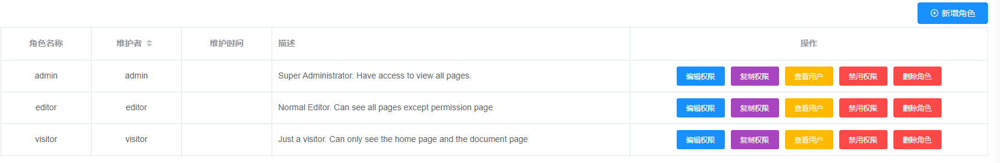 新增角色
角色名称 维护者 维护时间 描述 操作
admin admin Super Administrator. Have access to view all pages. 编辑权限 复制权限 查看用户 禁用权限 删除角色
editor editor Normal Editor. Can see all pages except permission page 编辑权限 复制权限 查看用户 禁用权限 删除角色
visitor visitor Just a visitor. Can only see the home page and the document page 编辑权限 复制权限 查看用户 禁用权限 删除角色